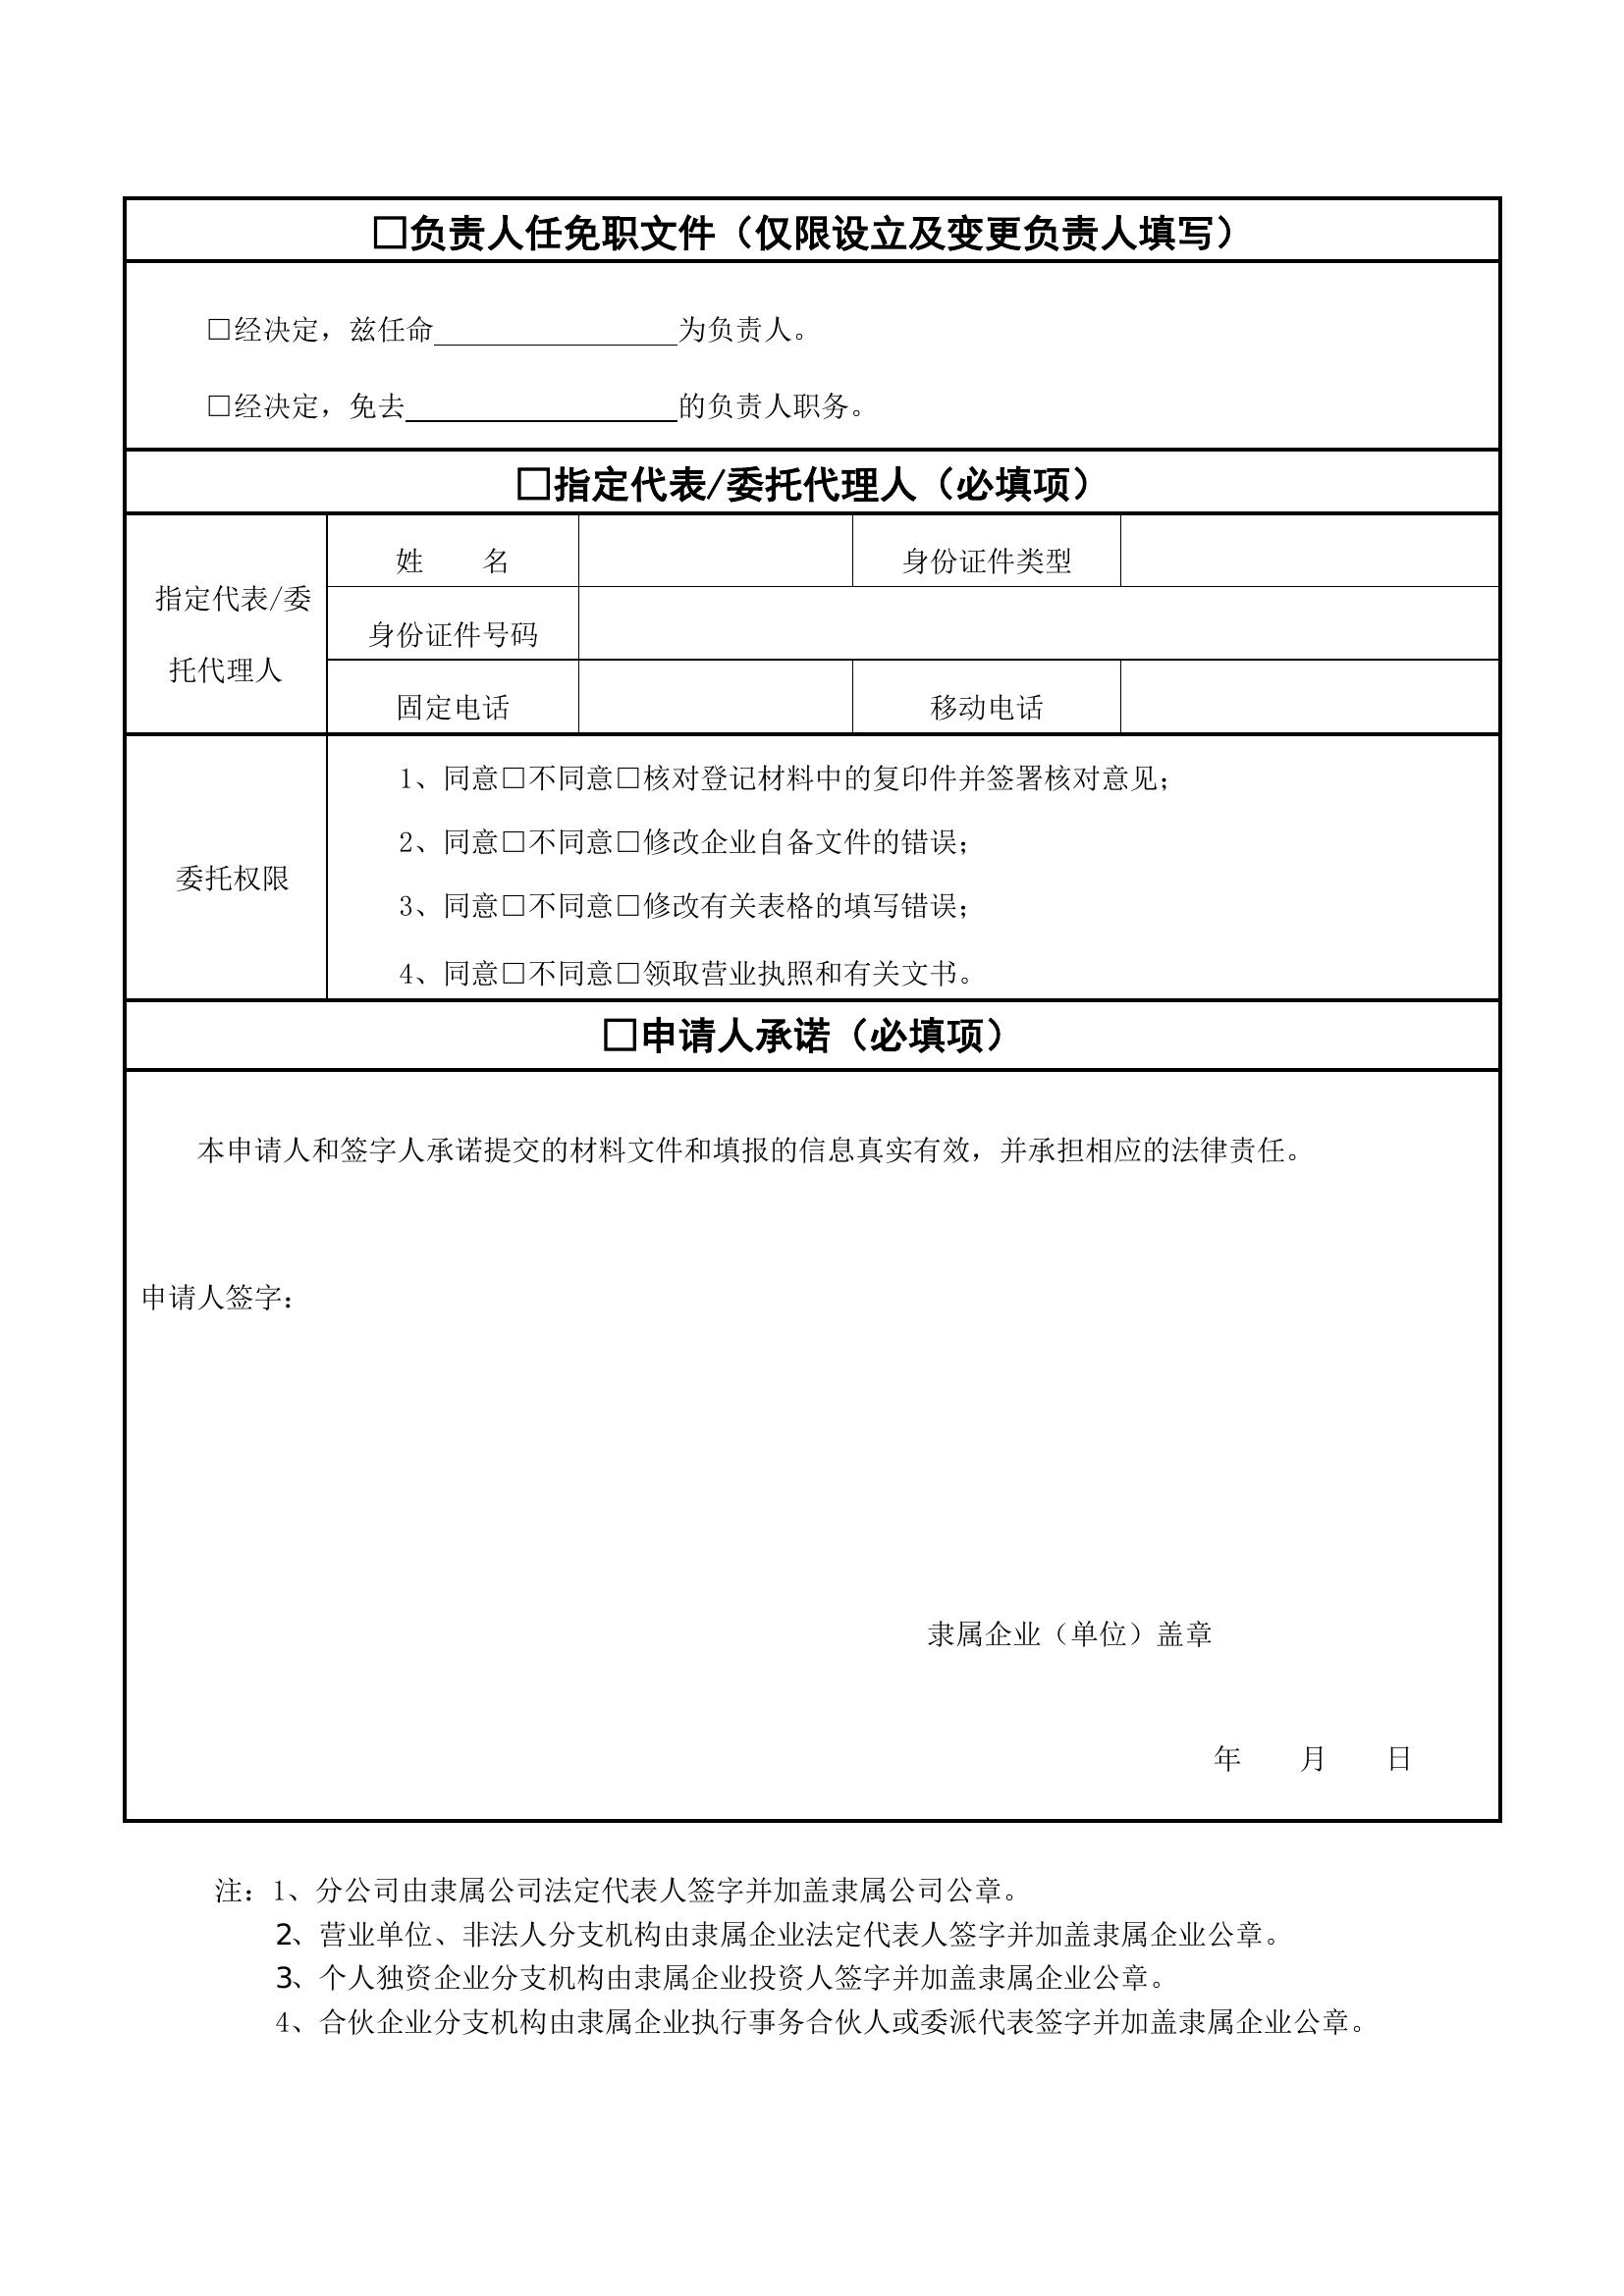 □负责人任免职文件（仅限设立及变更负责人填写）
□经决定，兹任命________________为负责人。
□经决定，免去__________________的负责人职务。
□指定代表/委托代理人（必填项）
指定代表/委
托代理人
姓　　名
身份证件类型
身份证件号码
固定电话
移动电话
委托权限
1、同意□不同意□核对登记材料中的复印件并签署核对意见；
2、同意□不同意□修改企业自备文件的错误；
3、同意□不同意□修改有关表格的填写错误；
4、同意□不同意□领取营业执照和有关文书。
□申请人承诺（必填项）
本申请人和签字人承诺提交的材料文件和填报的信息真实有效，并承担相应的法律责任。
申请人签字：
隶属企业（单位）盖章
年　　月　　日
注：1、分公司由隶属公司法定代表人签字并加盖隶属公司公章。
2、营业单位、非法人分支机构由隶属企业法定代表人签字并加盖隶属企业公章。
3、个人独资企业分支机构由隶属企业投资人签字并加盖隶属企业公章。
4、合伙企业分支机构由隶属企业执行事务合伙人或委派代表签字并加盖隶属企业公章。